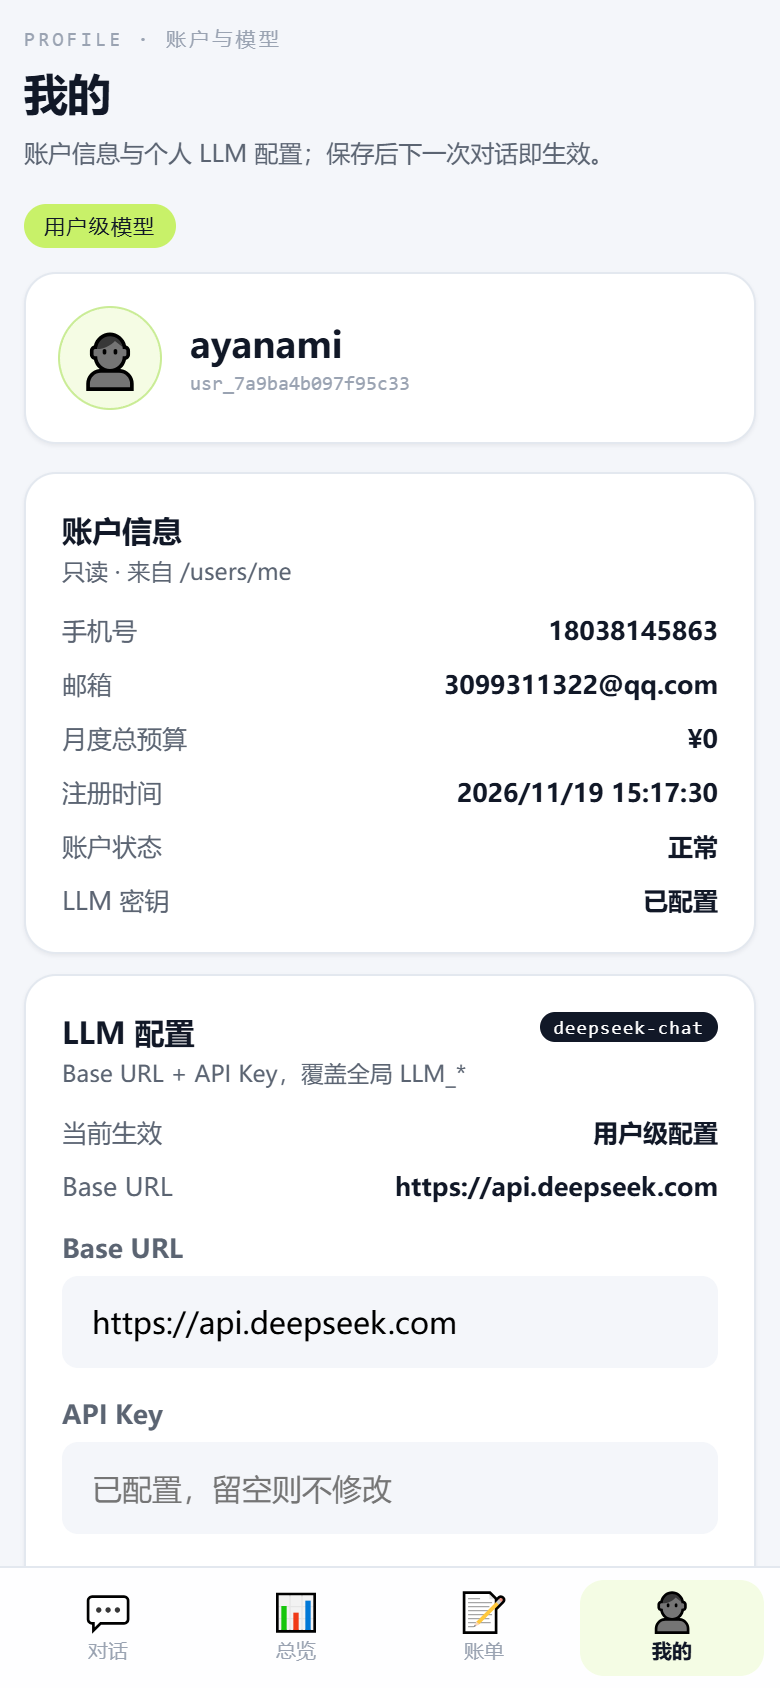 PROFILE · 账户与模型
我的
账户信息与个人 LLM 配置；保存后下一次对话即生效。
用户级模型
ayanami
usr_7a9ba4b097f95c33
账户信息
只读 · 来自 /users/me
手机号 18038145863
邮箱 3099311322@qq.com
月度总预算 ¥0
注册时间 2026/11/19 15:17:30
账户状态 正常
LLM 密钥 已配置
LLM 配置 deepseek-chat
Base URL + API Key，覆盖全局 LLM_*
当前生效 用户级配置
Base URL https://api.deepseek.com
Base URL
https://api.deepseek.com
API Key
已配置，留空则不修改
对话 总览 账单 我的